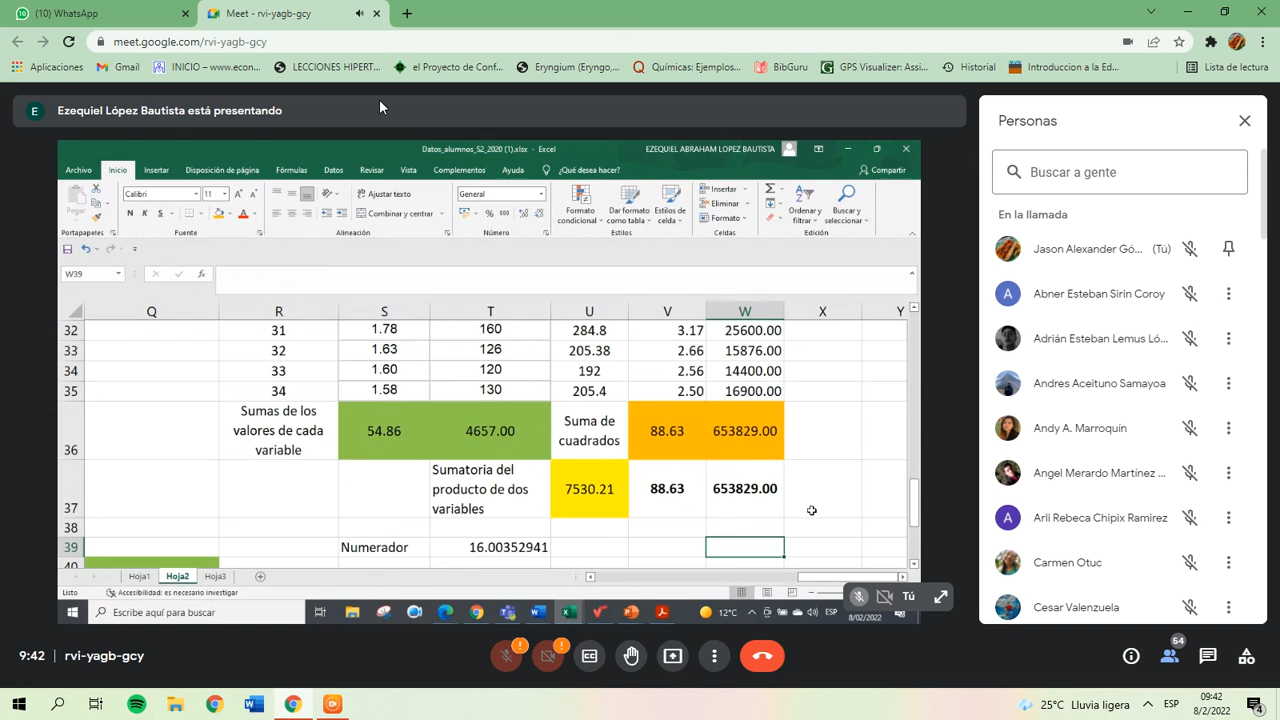 (10) WhatsApp
Meet - rvi-yagb-gcy
meet.google.com/rvi-yagb-gcy
Aplicaciones
Gmail
INICIO – www.econ...
LECCIONES HIPERT...
el Proyecto de Conf...
Eryngium (Eryngo,...
Químicas: Ejemplos...
BibGuru
GPS Visualizer: Assi...
Historial
Introduccion a la Ed...
Lista de lectura
E Ezequiel López Bautista está presentando
Datos_alumnos_S2_2020 (1).xlsx - Excel
EZEQUIEL ABRAHAM LOPEZ BAUTISTA
Archivo Inicio Insertar Disposición de página Fórmulas Datos Revisar Vista Complementos Ayuda ¿Qué desea hacer? Compartir
Calibri 11 Ajustar texto General Insertar
Pegar N K S Combinar y centrar Eliminar
Formato condicional Dar formato como tabla Estilos de celda Formato Ordenar y filtrar Buscar y seleccionar
Portapapeles Fuente Alineación Número Estilos Celdas Edición
W39 fx
Q R S T U V W X Y
32 31 1.78 160 284.8 3.17 25600.00
33 32 1.63 126 205.38 2.66 15876.00
34 33 1.60 120 192 2.56 14400.00
35 34 1.58 130 205.4 2.50 16900.00
36 Sumas de los valores de cada variable 54.86 4657.00 Suma de cuadrados 88.63 653829.00
37 Sumatoria del producto de dos variables 7530.21 88.63 653829.00
38
39 Numerador 16.00352941
40
Hoja1 Hoja2 Hoja3
Listo Accesibilidad: es necesario investigar
Escribe aquí para buscar
12°C
ESP
8/02/2022
Tú
Personas
Buscar a gente
En la llamada
Jason Alexander Gó... (Tú)
A Abner Esteban Sirin Coroy
Adrián Esteban Lemus Ló...
Andres Aceituno Samayoa
Andy A. Marroquín
Angel Merardo Martínez ...
A Arli Rebeca Chipix Ramirez
Carmen Otuc
Cesar Valenzuela
9:42 rvi-yagb-gcy
64
25°C Lluvia ligera
ESP
09:42
8/2/2022
4